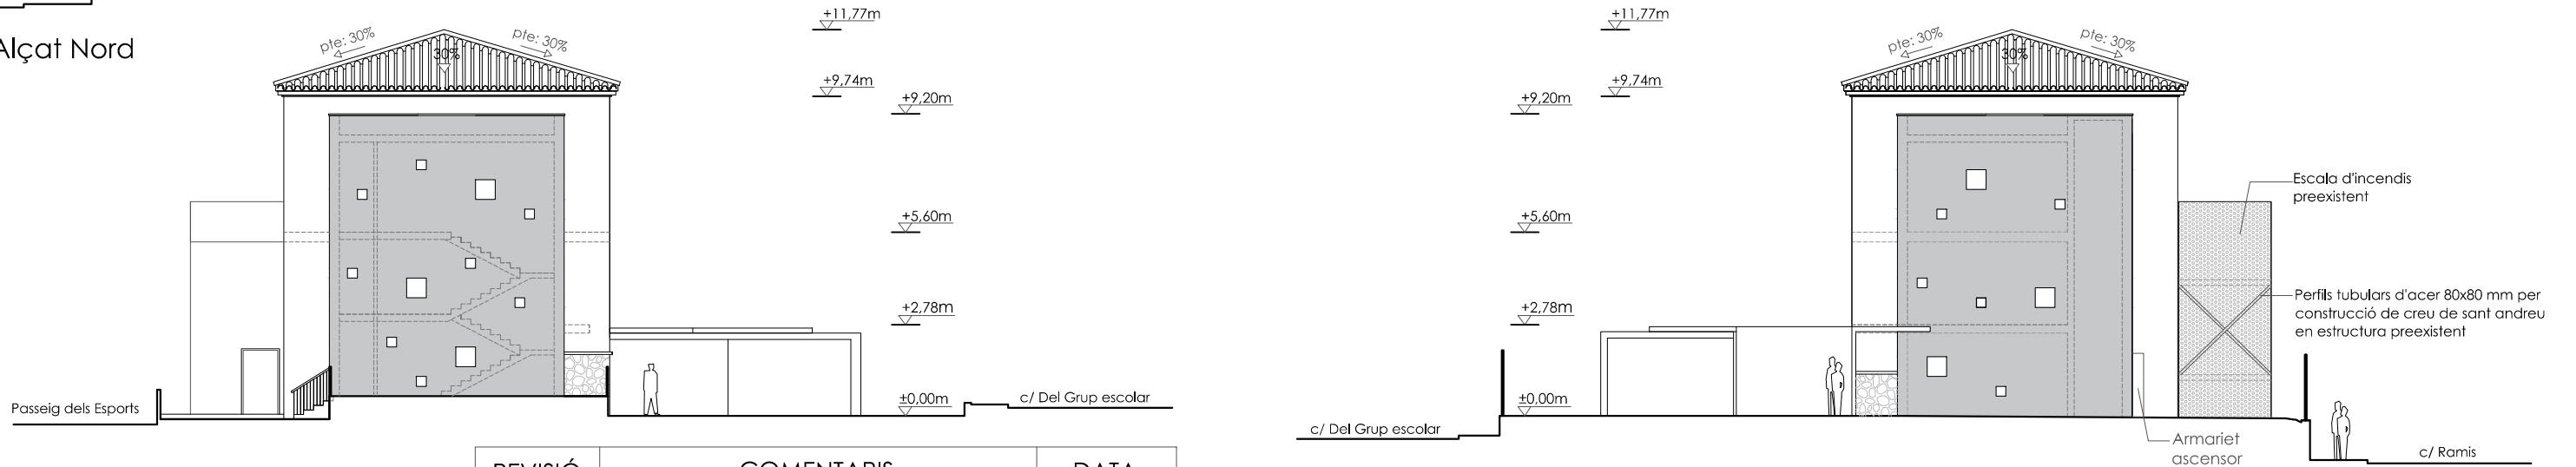 Alçat Nord
pte: 30%
pte: 30%
30%
+11,77m
+9,74m
+9,20m
+5,60m
+2,78m
±0,00m
Passeig dels Esports
c/ Del Grup escolar
REVISIÓ
COMENTARIS
DATA
+11,77m
+9,74m
+9,20m
+5,60m
+2,78m
±0,00m
pte: 30%
pte: 30%
30%
Escala d'incendis
preexistent
Perfils tubulars d'acer 80x80 mm per
construcció de creu de sant andreu
en estructura preexistent
c/ Del Grup escolar
Armariet
ascensor
c/ Ramis